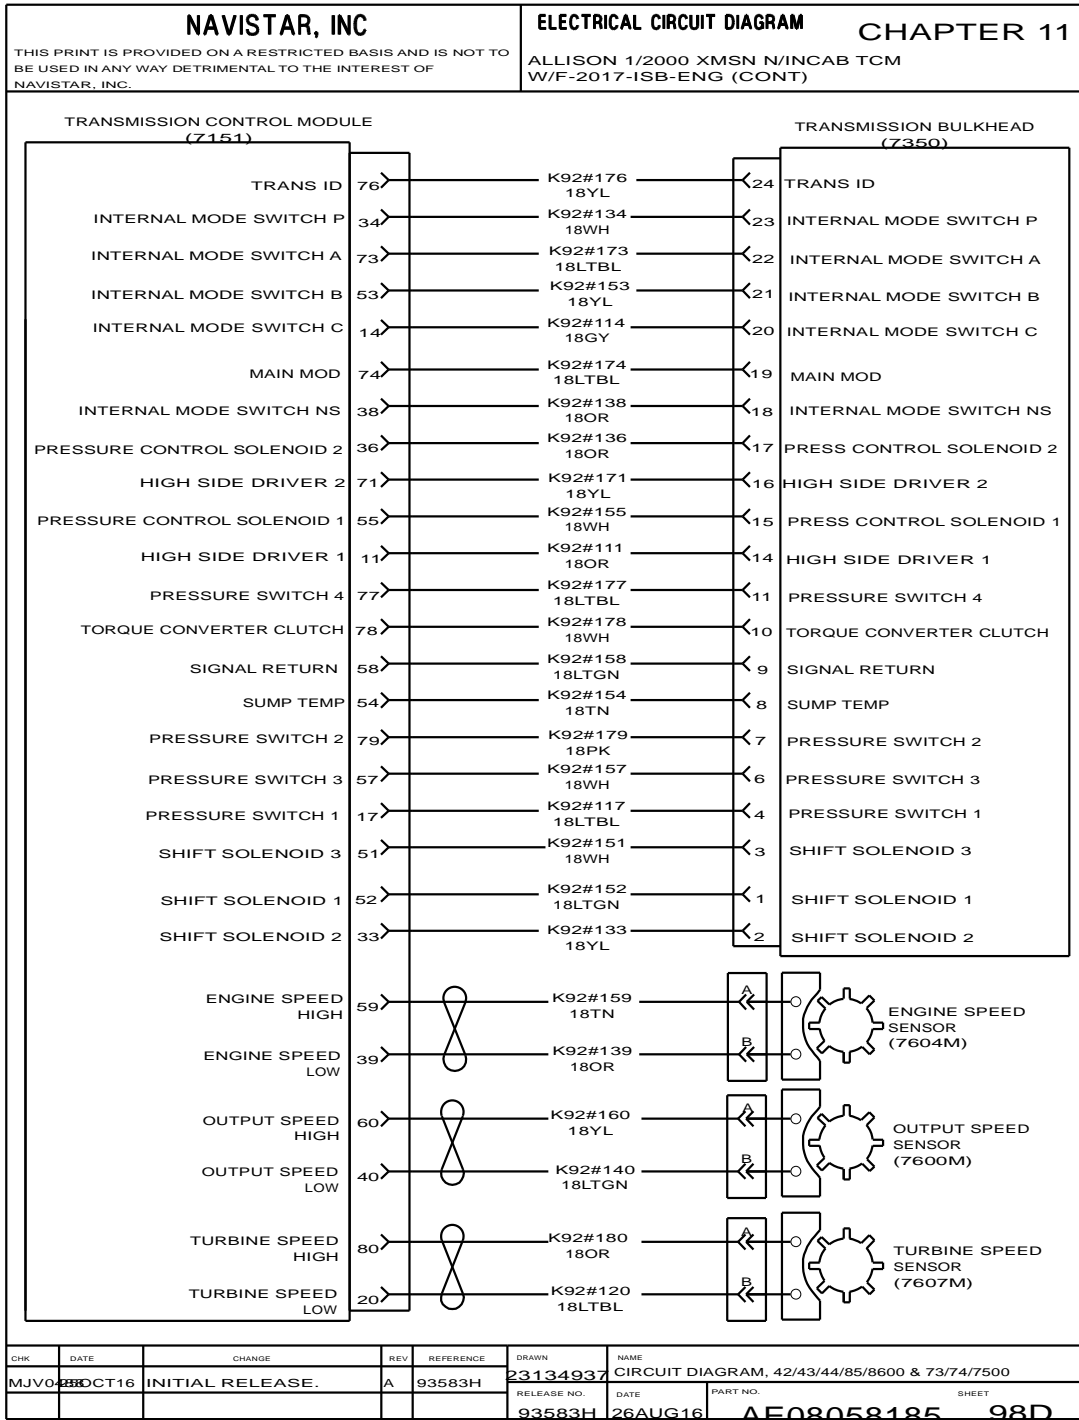 NAVISTAR, INC
THIS PRINT IS PROVIDED ON A RESTRICTED BASIS AND IS NOT TO
BE USED IN ANY WAY DETRIMENTAL TO THE INTEREST OF
NAVISTAR, INC.
ELECTRICAL CIRCUIT DIAGRAM
CHAPTER 11
ALLISON 1/2000 XMSN N/INCAB TCM
W/F-2017-ISB-ENG (CONT)
TRANSMISSION CONTROL MODULE
(7151)
TRANSMISSION BULKHEAD
(7350)
TRANS ID 76 K92#176 24 TRANS ID
18YL
INTERNAL MODE SWITCH P 34 K92#134 23 INTERNAL MODE SWITCH P
18WH
INTERNAL MODE SWITCH A 73 K92#173 22 INTERNAL MODE SWITCH A
18LTBL
INTERNAL MODE SWITCH B 53 K92#153 21 INTERNAL MODE SWITCH B
18YL
INTERNAL MODE SWITCH C 14 K92#114 20 INTERNAL MODE SWITCH C
18GY
MAIN MOD 74 K92#174 19 MAIN MOD
18LTBL
INTERNAL MODE SWITCH NS 38 K92#138 18 INTERNAL MODE SWITCH NS
18OR
PRESSURE CONTROL SOLENOID 2 36 K92#136 17 PRESS CONTROL SOLENOID 2
18OR
HIGH SIDE DRIVER 2 71 K92#171 16 HIGH SIDE DRIVER 2
18YL
PRESSURE CONTROL SOLENOID 1 55 K92#155 15 PRESS CONTROL SOLENOID 1
18WH
HIGH SIDE DRIVER 1 11 K92#111 14 HIGH SIDE DRIVER 1
18OR
PRESSURE SWITCH 4 77 K92#177 11 PRESSURE SWITCH 4
18LTBL
TORQUE CONVERTER CLUTCH 78 K92#178 10 TORQUE CONVERTER CLUTCH
18WH
SIGNAL RETURN 58 K92#158 9 SIGNAL RETURN
18LTGN
SUMP TEMP 54 K92#154 8 SUMP TEMP
18TN
PRESSURE SWITCH 2 79 K92#179 7 PRESSURE SWITCH 2
18PK
PRESSURE SWITCH 3 57 K92#157 6 PRESSURE SWITCH 3
18WH
PRESSURE SWITCH 1 17 K92#117 4 PRESSURE SWITCH 1
18LTBL
SHIFT SOLENOID 3 51 K92#151 3 SHIFT SOLENOID 3
18WH
SHIFT SOLENOID 1 52 K92#152 1 SHIFT SOLENOID 1
18LTGN
SHIFT SOLENOID 2 33 K92#133 2 SHIFT SOLENOID 2
18YL
ENGINE SPEED HIGH 59 K92#159 A
18TN
ENGINE SPEED LOW 39 K92#139 B
18OR
ENGINE SPEED
SENSOR
(7604M)
OUTPUT SPEED HIGH 60 K92#160 A
18YL
OUTPUT SPEED LOW 40 K92#140 B
18LTGN
OUTPUT SPEED
SENSOR
(7600M)
TURBINE SPEED HIGH 80 K92#180 A
18OR
TURBINE SPEED LOW 20 K92#120 B
18LTBL
TURBINE SPEED
SENSOR
(7607M)
CHK DATE CHANGE REV REFERENCE
OCT16 INITIAL RELEASE. A 93583H
DRAWN
23134937
NAME
CIRCUIT DIAGRAM, 42/43/44/85/8600 & 73/74/7500
RELEASE NO.
93583H
DATE
26AUG16
PART NO.
AE08058185
SHEET
98D